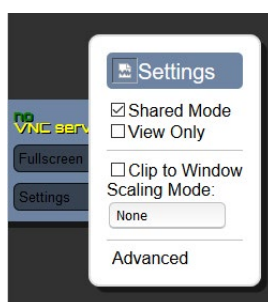 no
VNC serv
Fullscreen
Settings
Settings
Shared Mode
View Only
Clip to Window
Scaling Mode:
None
Advanced